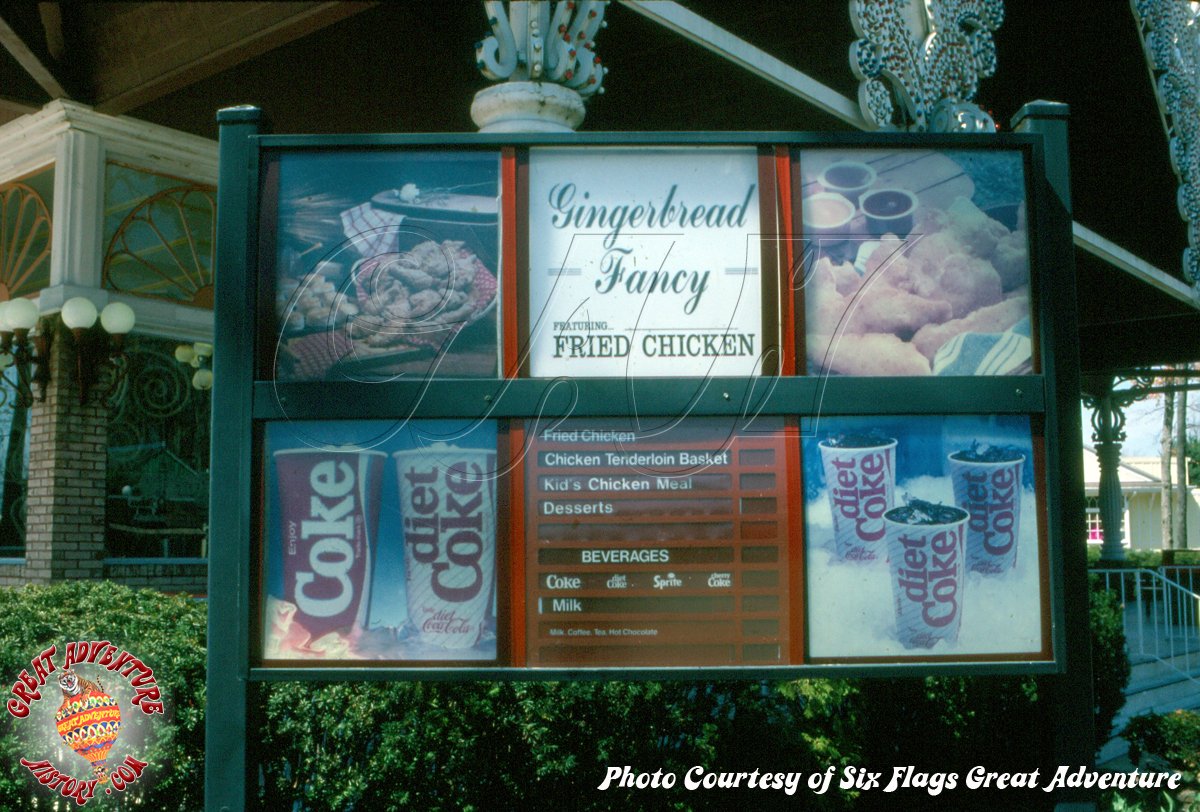 Gingerbread
Fancy
FEATURING...
FRIED CHICKEN
Enjoy
Coke
diet
Coke
diet
Coca-Cola
Fried Chicken
Chicken Tenderloin Basket
Kid's Chicken Meal
Desserts
BEVERAGES
Coke diet Coke Sprite cherry Coke
Milk
Milk, Coffee, Tea, Hot Chocolate
diet
Coke
diet
Coke
diet
Coke
GREAT ADVENTURE
GREAT ADVENTURE
HISTORY.COM
Photo Courtesy of Six Flags Great Adventure